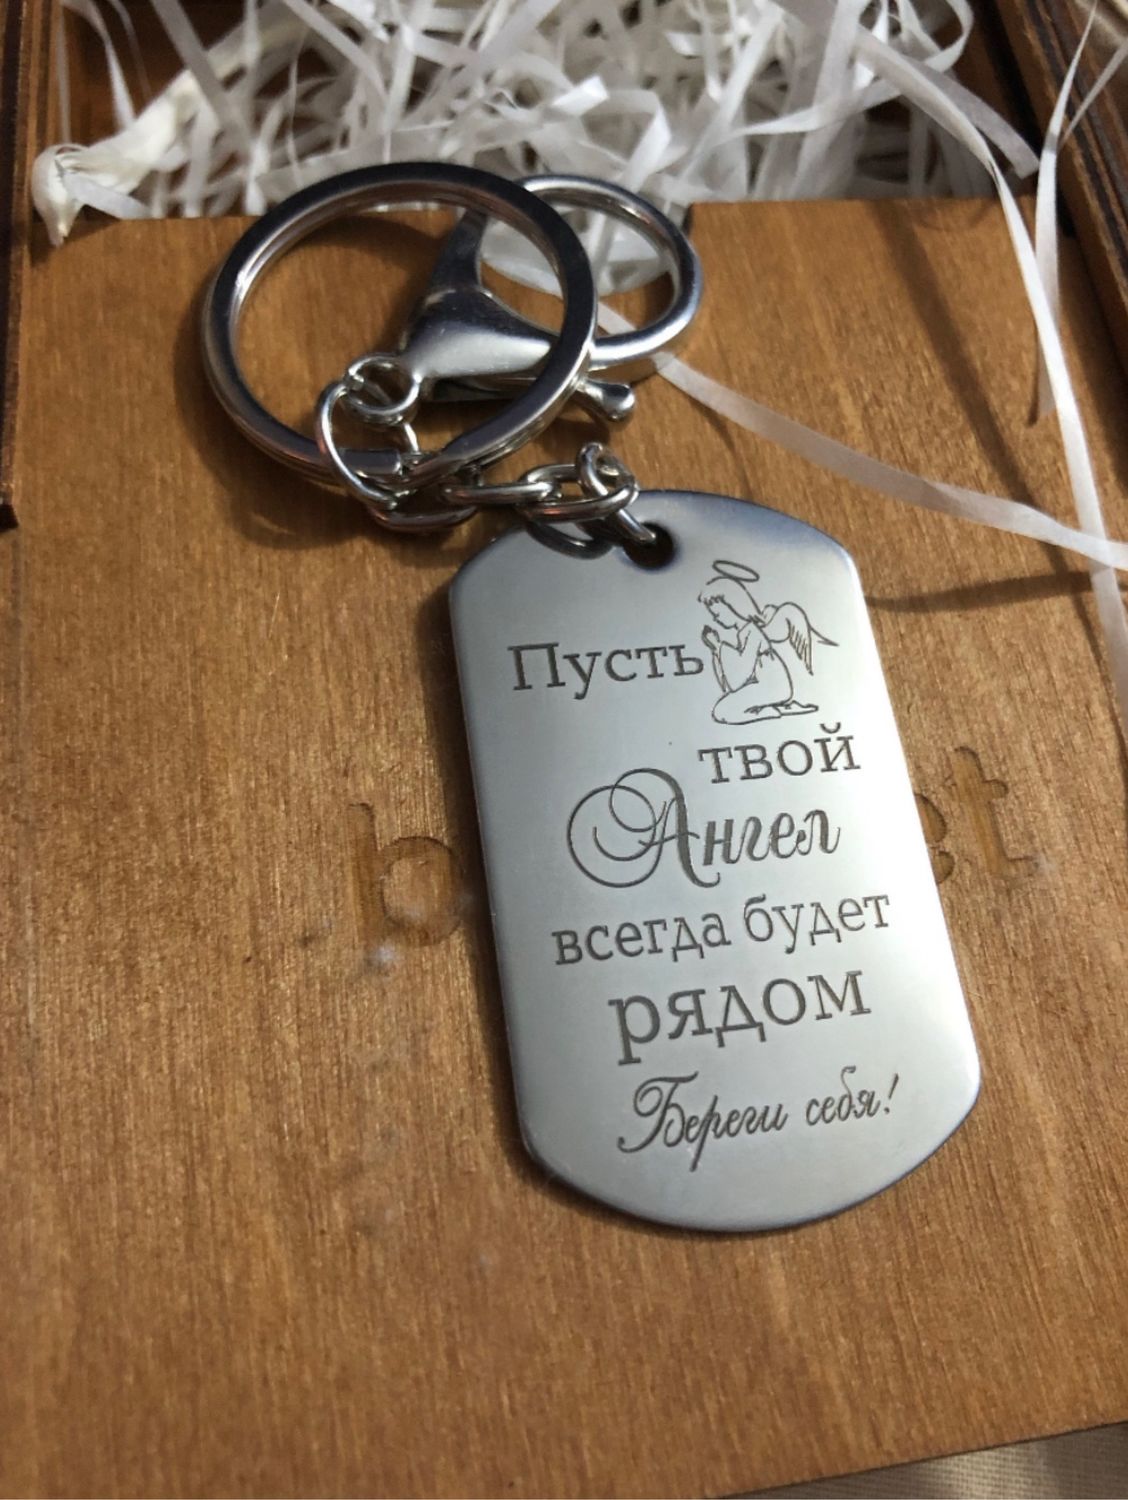 Пусть
твой
Ангел
всегда будет
рядом
Береги себя!